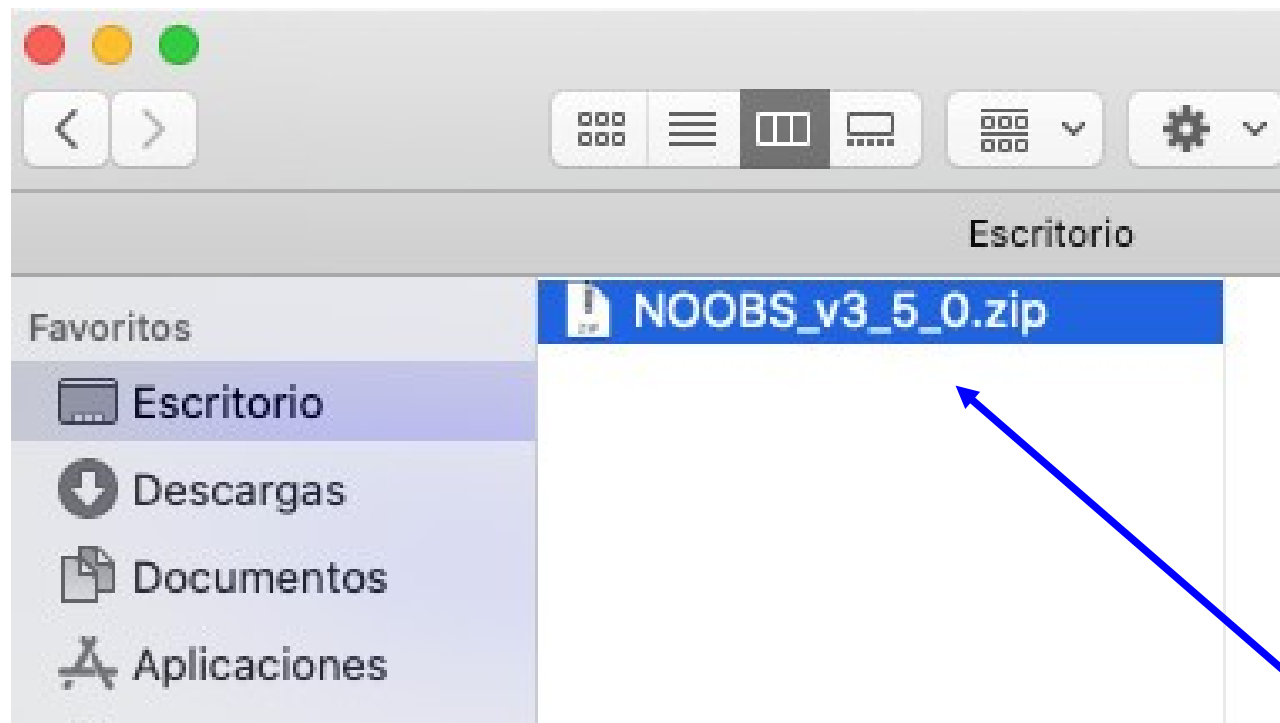 Escritorio
Favoritos
NOOBS_v3_5_0.zip
Escritorio
Descargas
Documentos
Aplicaciones